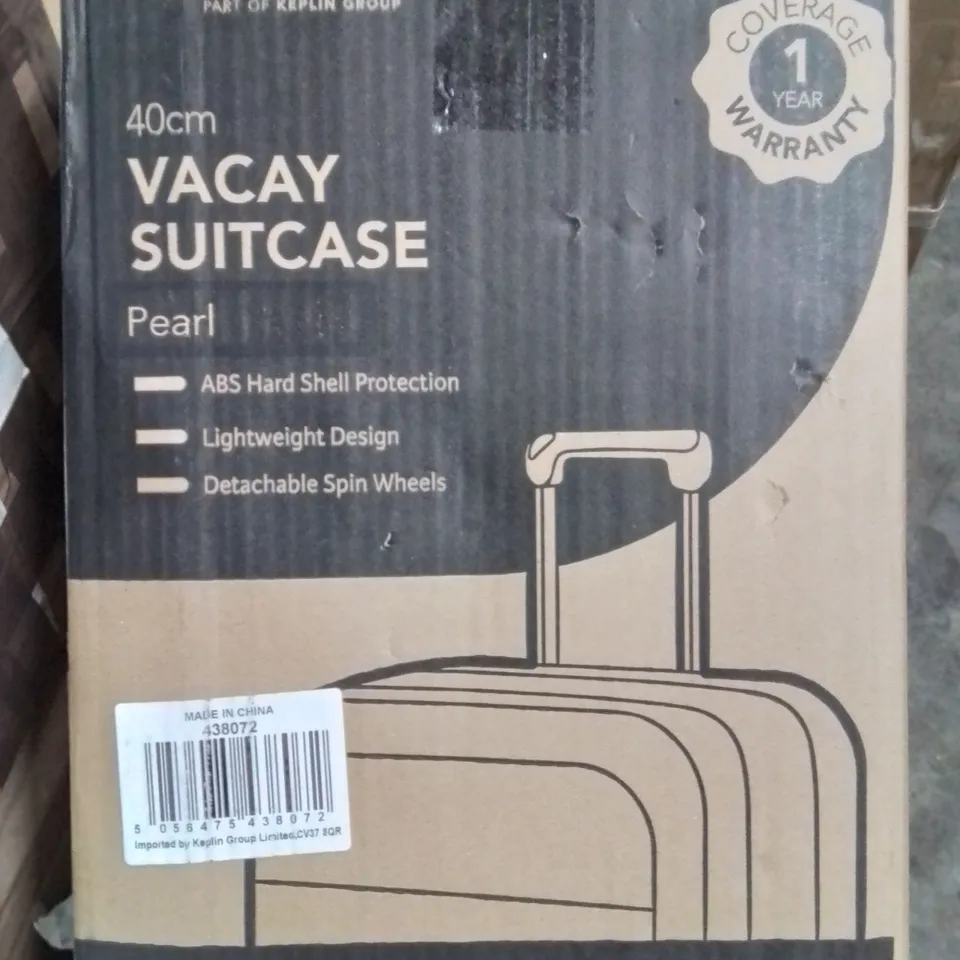 PART OF KEPLIN GROUP
COVERAGE
1
YEAR
WARRANTY
40cm
VACAY
SUITCASE
Pearl
ABS Hard Shell Protection
Lightweight Design
Detachable Spin Wheels
MADE IN CHINA
438072
5 056475 438072
Imported by Keplin Group Limited,CV37 8QR